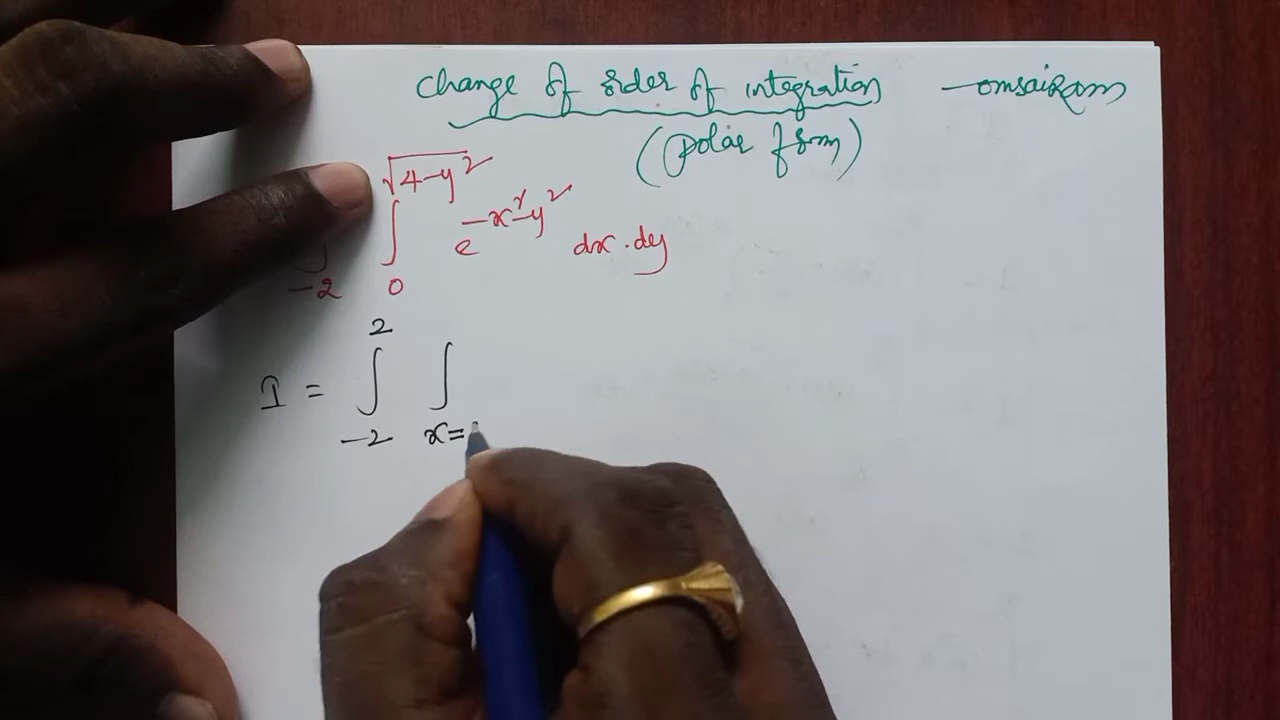 Change of order of integration — omsaiRam
(polar form)
√4-y²
∫ ∫ e^-x²-y² dx.dy
-2 0
2
I = ∫ ∫
-2 x=